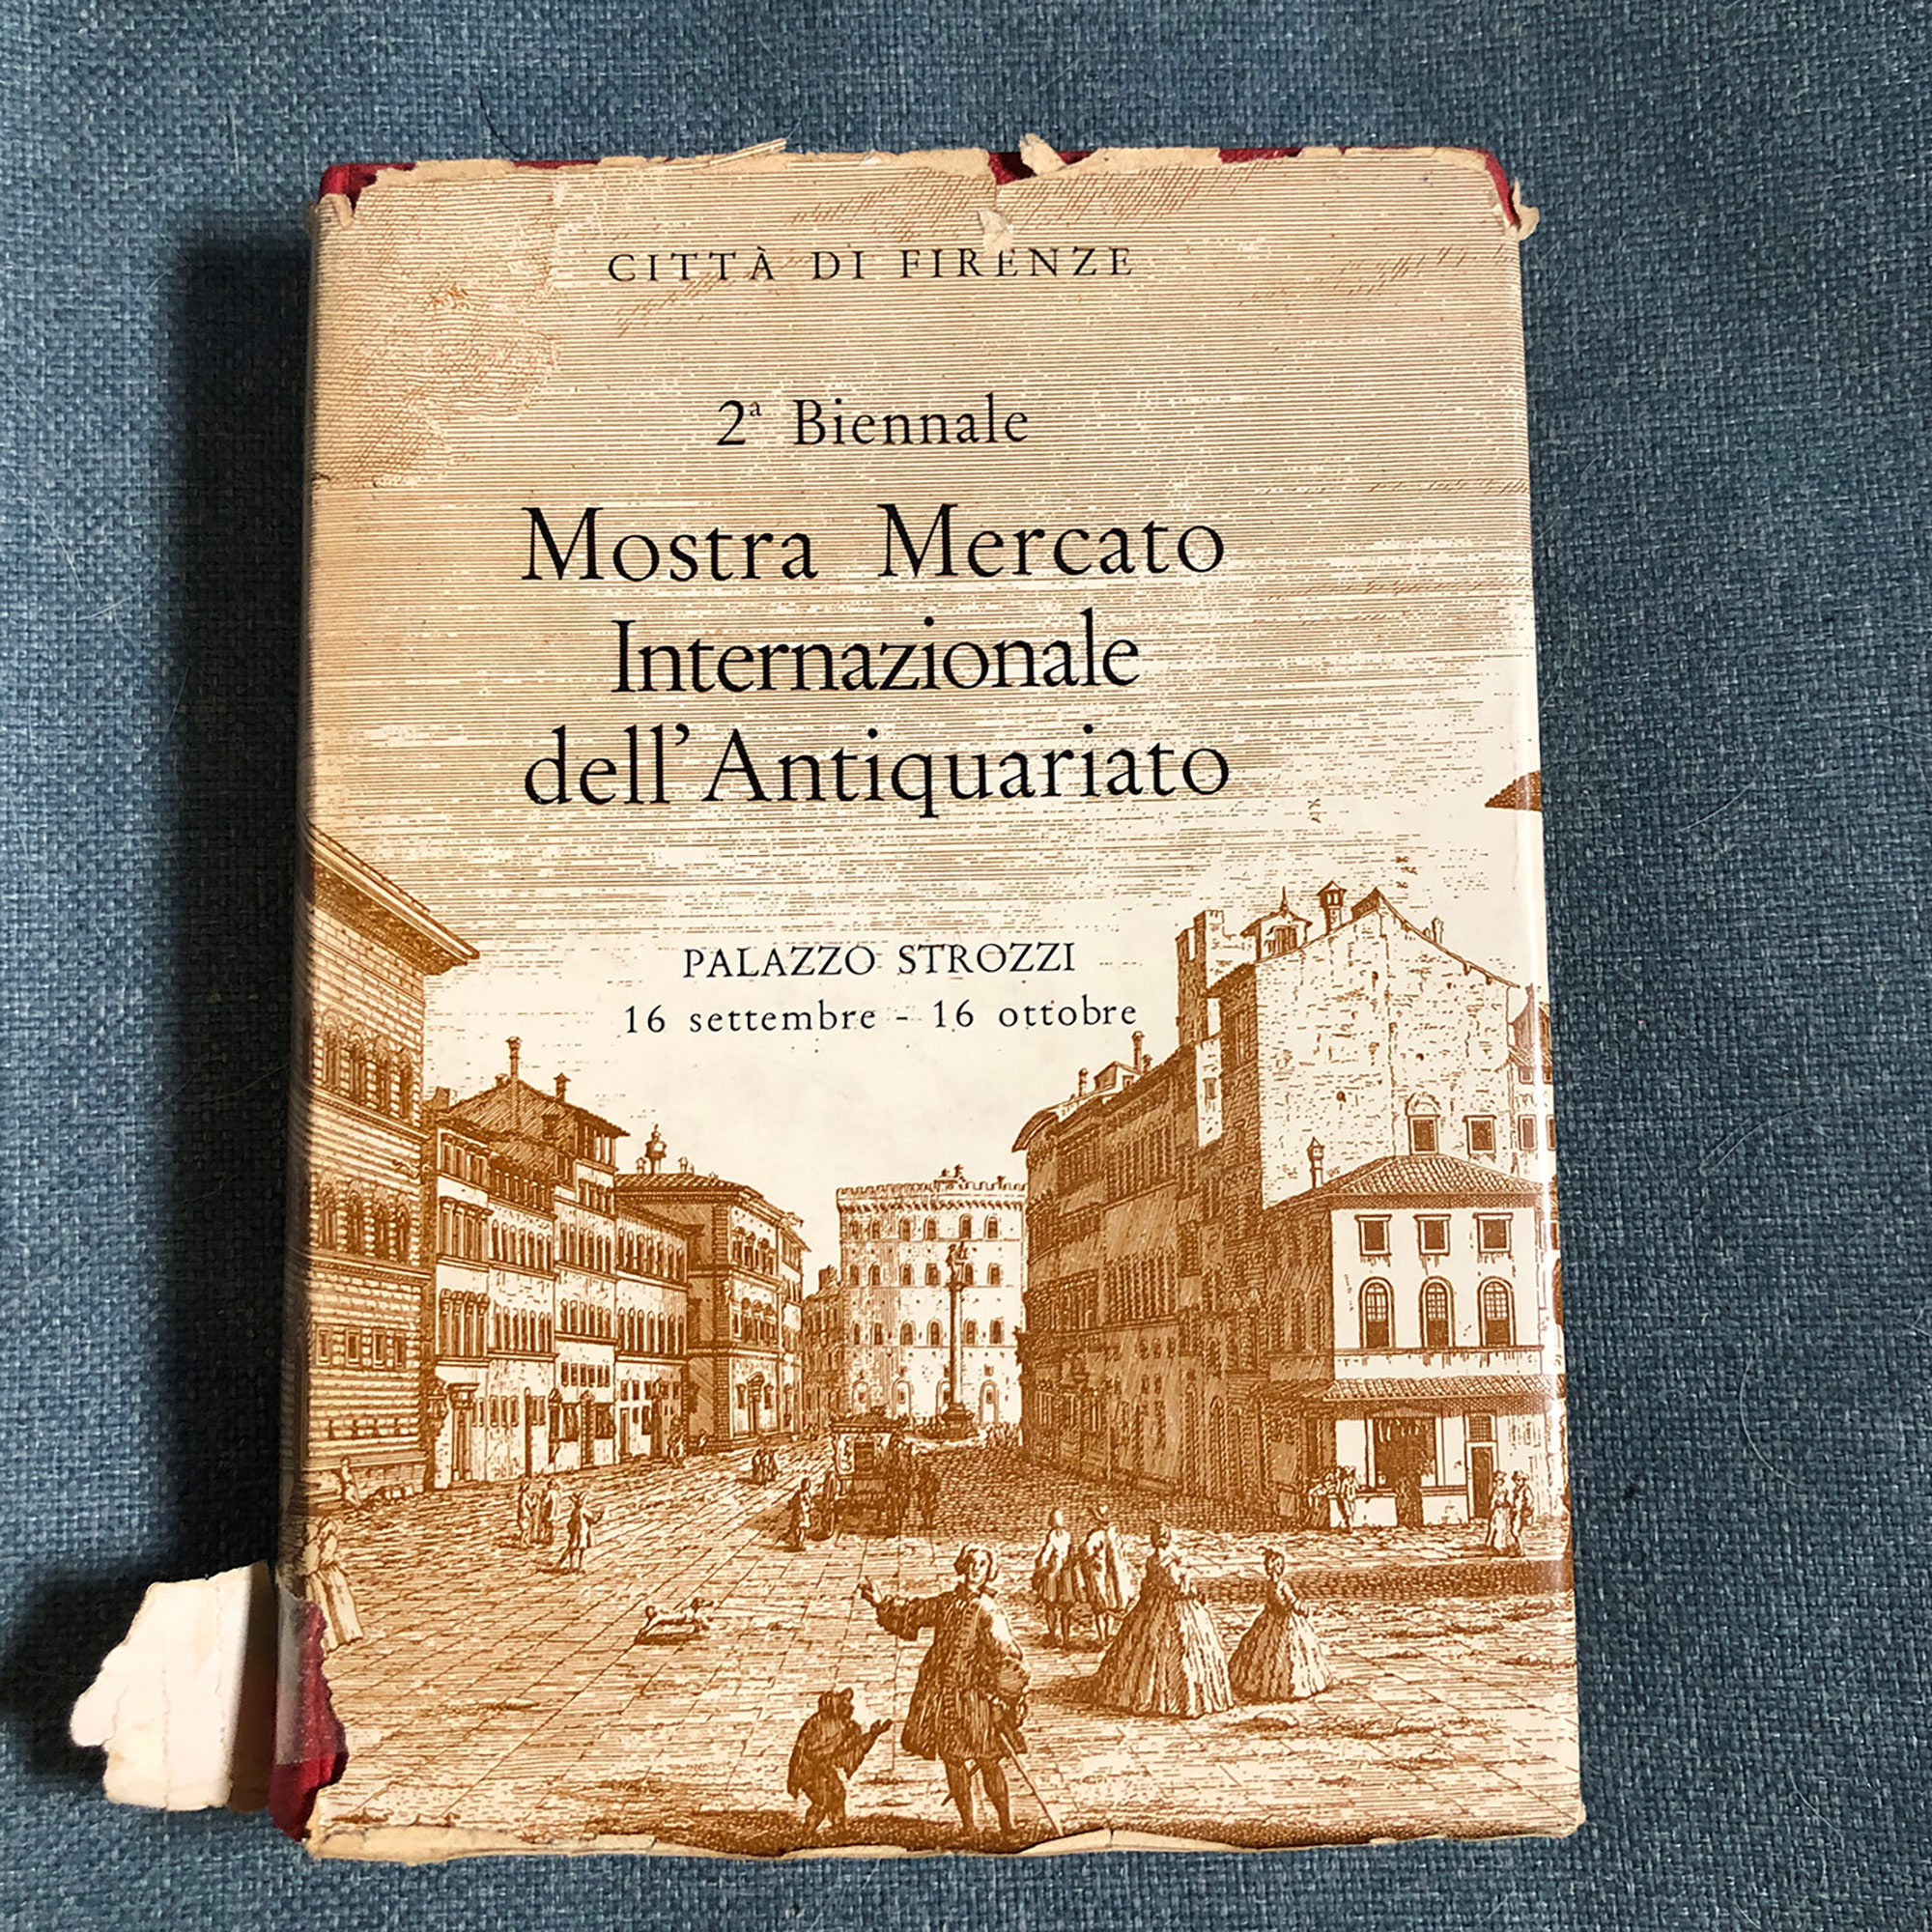 CITTÀ DI FIRENZE
2ª Biennale
Mostra Mercato
Internazionale
dell'Antiquariato
PALAZZO STROZZI
16 settembre - 16 ottobre